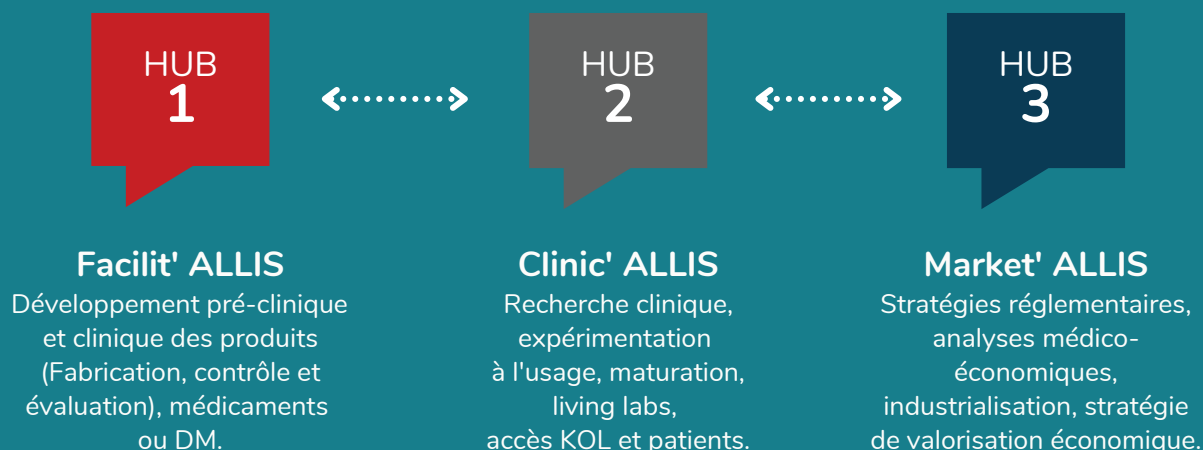 HUB
1
HUB
2
HUB
3
Facilit' ALLIS
Développement pré-clinique
et clinique des produits
(Fabrication, contrôle et
évaluation), médicaments
ou DM.
Clinic' ALLIS
Recherche clinique,
expérimentation
à l'usage, maturation,
living labs,
accès KOL et patients.
Market' ALLIS
Stratégies réglementaires,
analyses médico-
économiques,
industrialisation, stratégie
de valorisation économique.